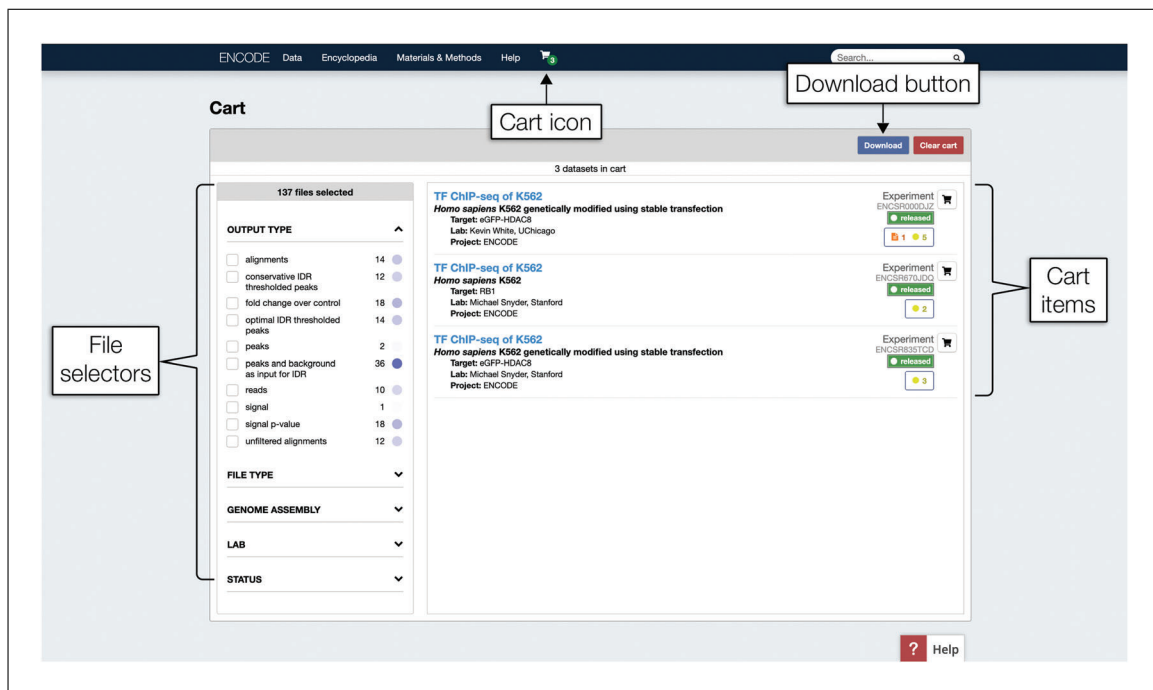 ENCODE Data Encyclopedia Materials & Methods Help 3 Search...
Download button
Cart
Cart icon
Download Clear cart
3 datasets in cart
137 files selected
OUTPUT TYPE
alignments 14
conservative IDR 12
thresholded peaks
fold change over control 18
optimal IDR thresholded 14
peaks
peaks 2
peaks and background 36
as input for IDR
reads 10
signal 1
signal p-value 18
unfiltered alignments 12
FILE TYPE
GENOME ASSEMBLY
LAB
STATUS
File
selectors
TF ChIP-seq of K562
Homo sapiens K562 genetically modified using stable transfection
Target: eGFP-HDAC8
Lab: Kevin White, UChicago
Project: ENCODE
Experiment
ENCSR000DJZ
released
1 5
TF ChIP-seq of K562
Homo sapiens K562
Target: RB1
Lab: Michael Snyder, Stanford
Project: ENCODE
Experiment
ENCSR670JDQ
released
2
TF ChIP-seq of K562
Homo sapiens K562 genetically modified using stable transfection
Target: eGFP-HDAC8
Lab: Michael Snyder, Stanford
Project: ENCODE
Experiment
ENCSR635TCD
released
3
Cart
items
? Help